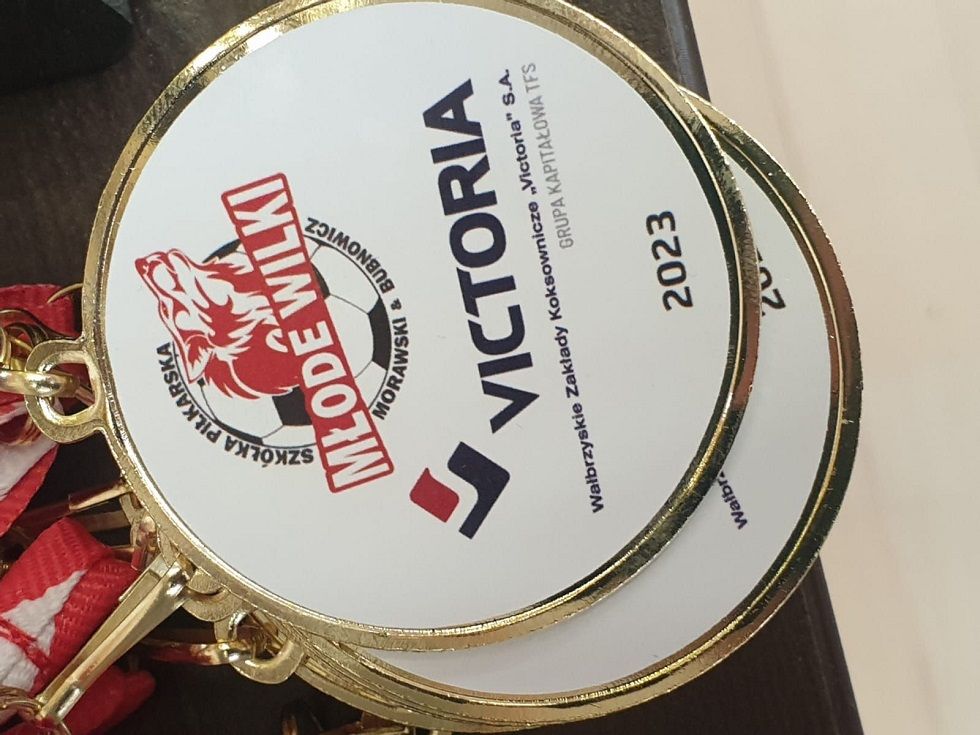 SZKÓŁKA PIŁKARSKA
MŁODE WILKI
MORAWSKI & BUBNOWICZ
VICTORIA
Wałbrzyskie Zakłady Koksownicze „Victoria" S.A.
GRUPA KAPITAŁOWA TFS
2023